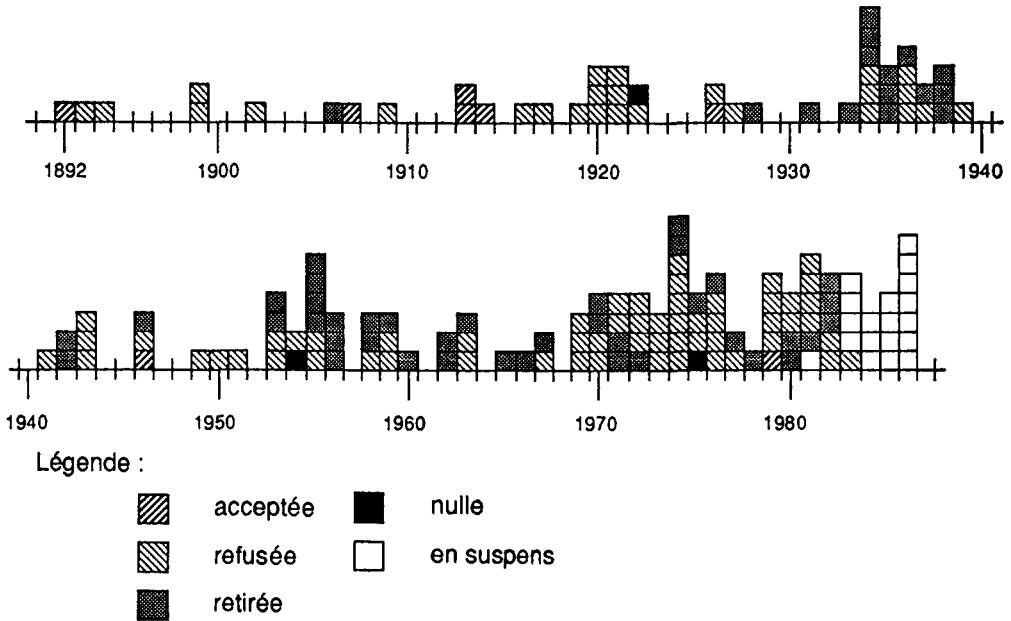 1892 1900 1910 1920 1930 1940
1940 1950 1960 1970 1980
Légende :
acceptée nulle
refusée en suspens
retirée